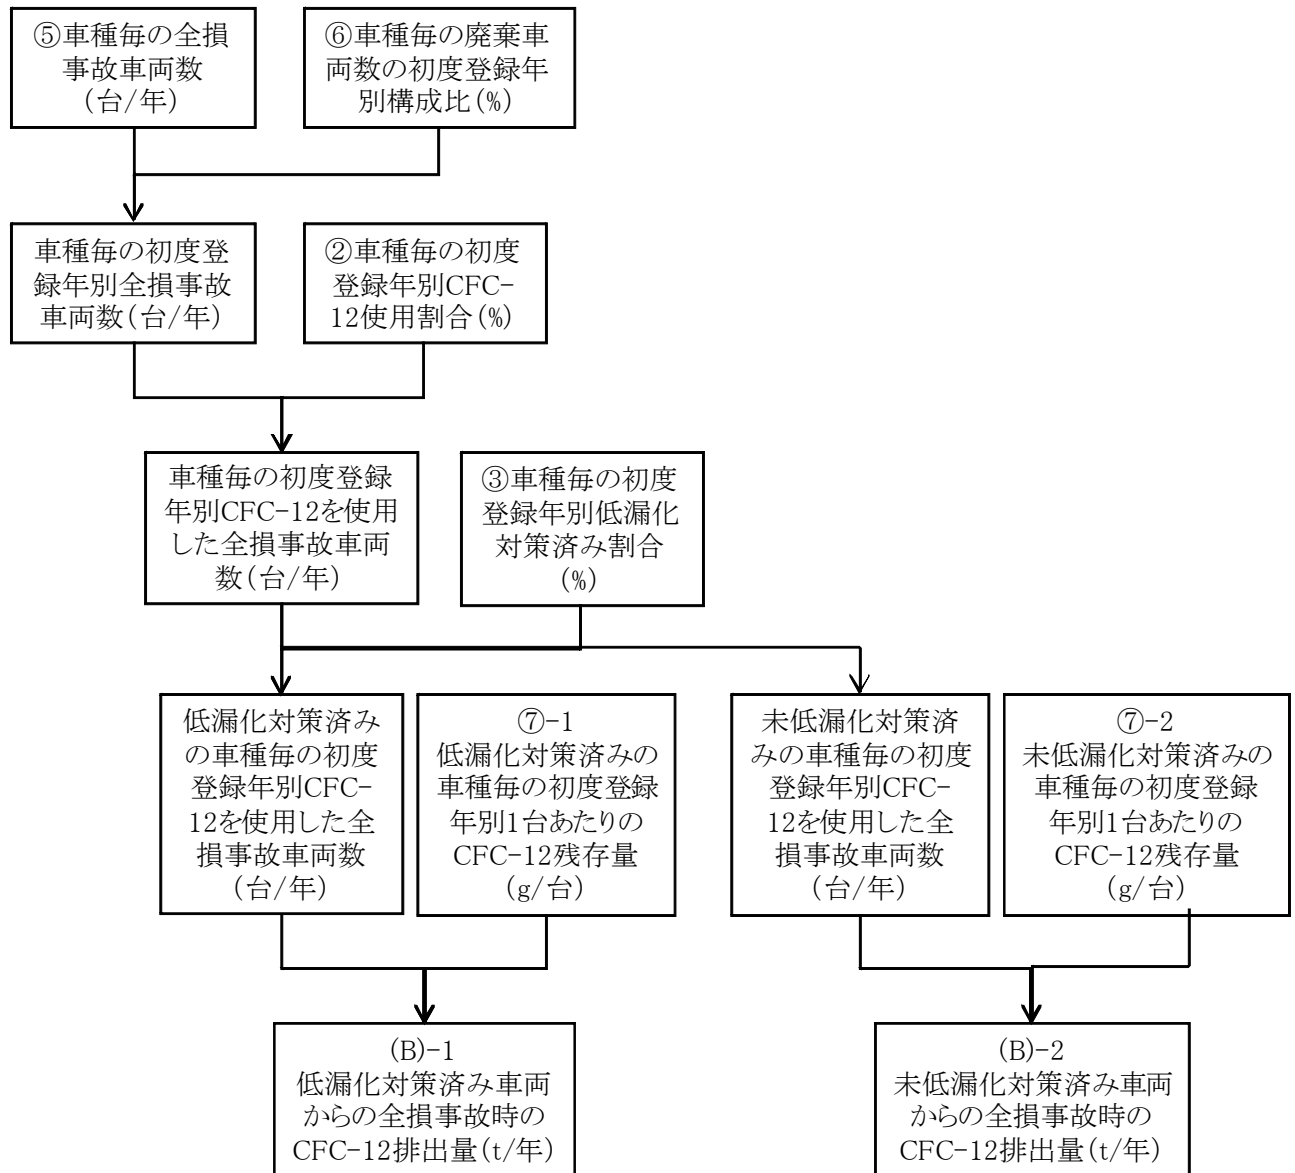 ⑤車種毎の全損
事故車両数
(台/年)
⑥車種毎の廃棄車
両数の初度登録年
別構成比(%)
車種毎の初度登
録年別全損事故
車両数(台/年)
②車種毎の初度
登録年別CFC-
12使用割合(%)
車種毎の初度登録
年別CFC-12を使用
した全損事故車両
数(台/年)
③車種毎の初度
登録年別低漏化
対策済み割合
(%)
低漏化対策済み
の車種毎の初度
登録年別CFC-
12を使用した全
損事故車両数
(台/年)
⑦-1
低漏化対策済みの
車種毎の初度登録
年別1台あたりの
CFC-12残存量
(g/台)
未低漏化対策済
みの車種毎の初度
登録年別CFC-
12を使用した全
損事故車両数
(台/年)
⑦-2
未低漏化対策済みの
車種毎の初度登録
年別1台あたりの
CFC-12残存量
(g/台)
(B)-1
低漏化対策済み車両
からの全損事故時の
CFC-12排出量(t/年)
(B)-2
未低漏化対策済み車両
からの全損事故時の
CFC-12排出量(t/年)